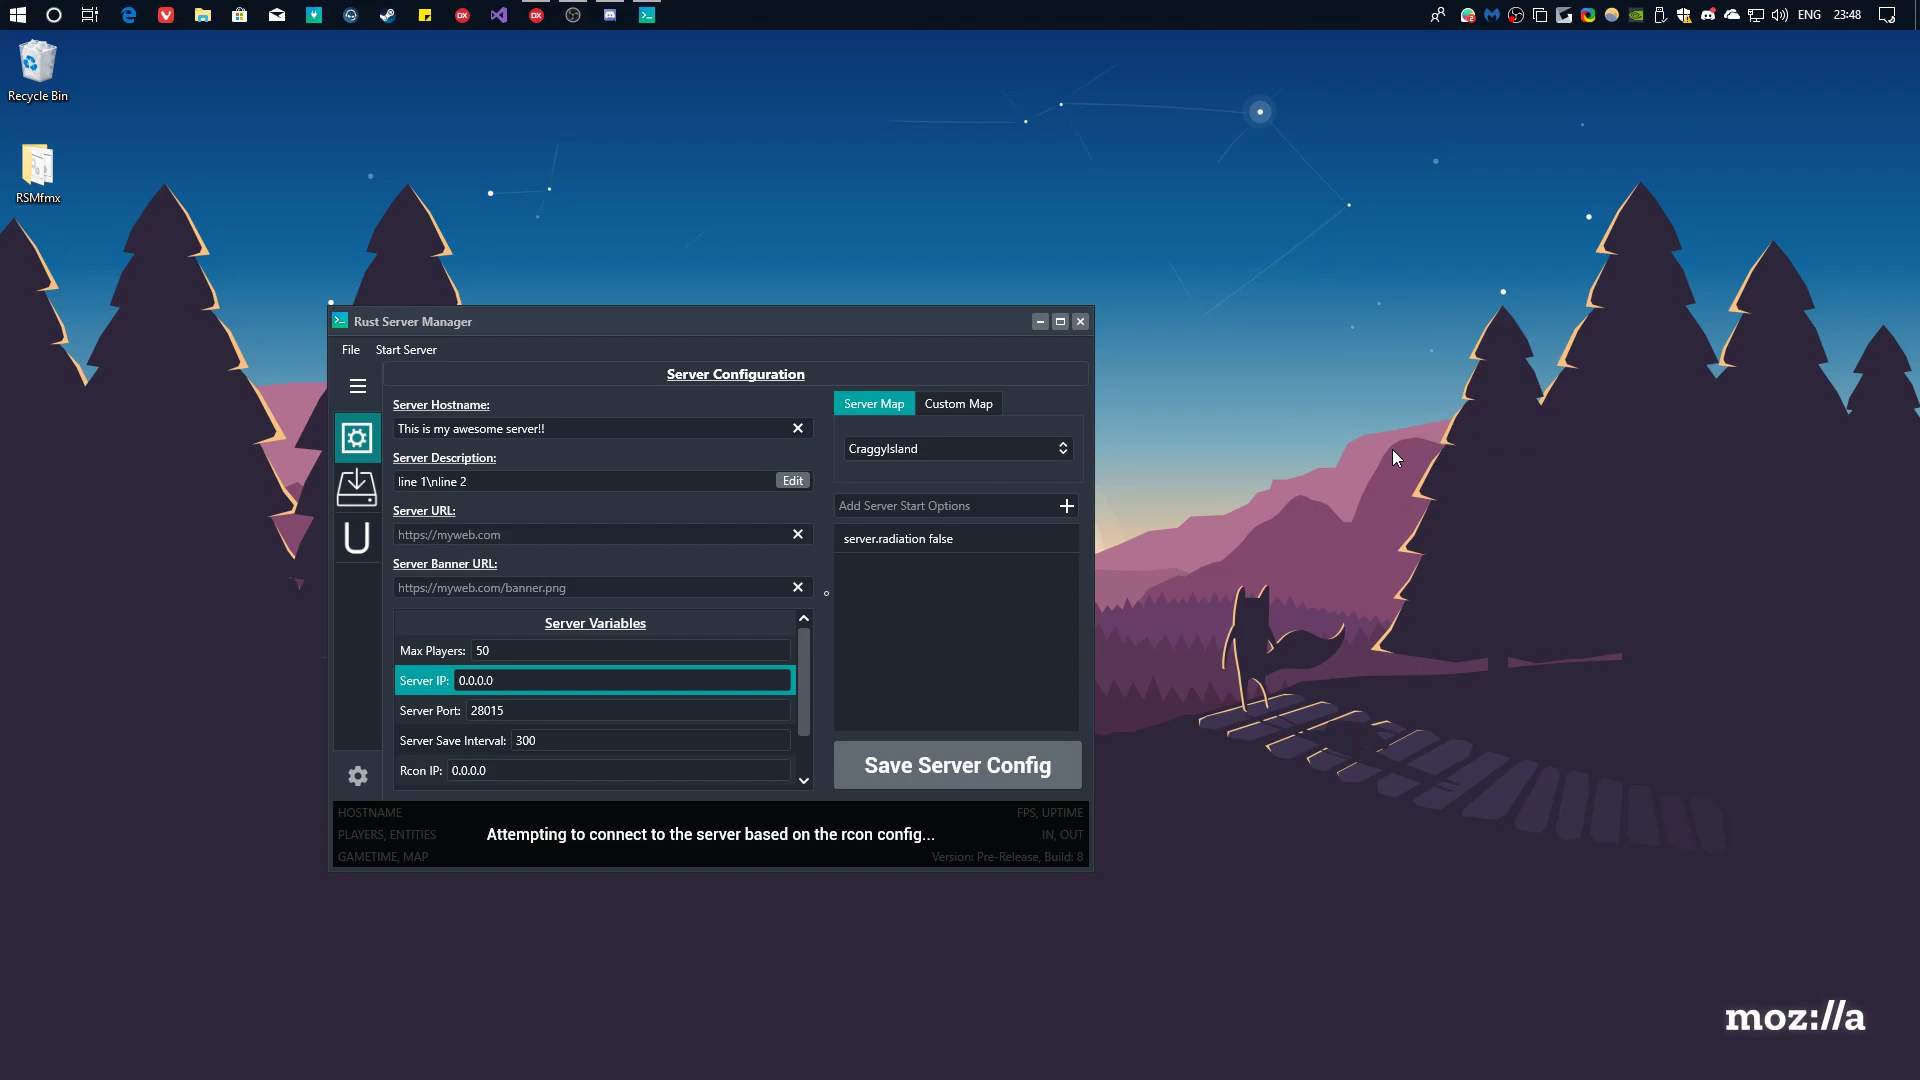 ENG
23:48
Recycle Bin
RSMfmx
Rust Server Manager
File
Start Server
Server Configuration
Server Hostname:
This is my awesome server!!
Server Description:
line 1\nline 2
Edit
Server URL:
https://myweb.com
Server Banner URL:
https://myweb.com/banner.png
Server Variables
Max Players: 50
Server IP: 0.0.0.0
Server Port: 28015
Server Save Interval: 300
Rcon IP: 0.0.0.0
Server Map
Custom Map
CraggyIsland
Add Server Start Options
server.radiation false
Save Server Config
HOSTNAME
PLAYERS, ENTITIES
GAMETIME, MAP
Attempting to connect to the server based on the rcon config...
FPS, UPTIME
IN, OUT
Version: Pre-Release, Build: 8
moz://a